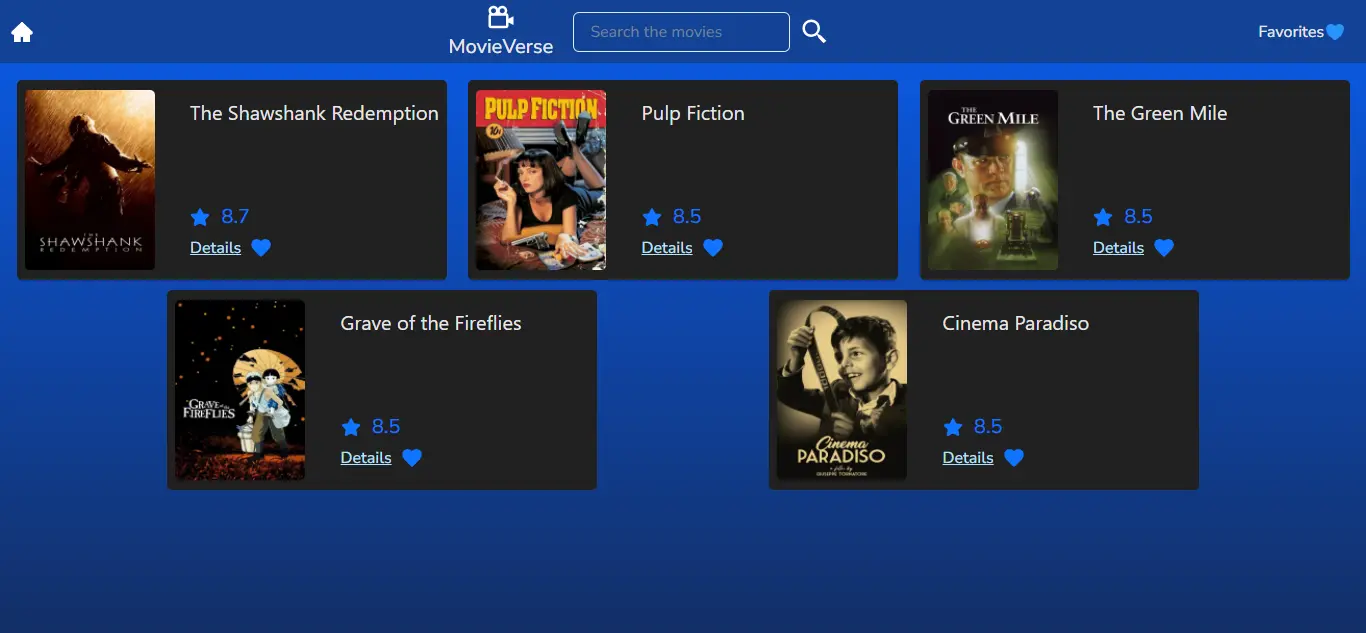 MovieVerse
Search the movies
Favorites
The Shawshank Redemption
8.7
Details
THE
SHAWSHANK
REDEMPTION
PULP FICTION
10¢
Pulp Fiction
8.5
Details
THE
GREEN MILE
The Green Mile
8.5
Details
GRAVE OF THE
FIREFLIES
Grave of the Fireflies
8.5
Details
Cinema
PARADISO
a film by
GIUSEPPE TORNATORE
Cinema Paradiso
8.5
Details